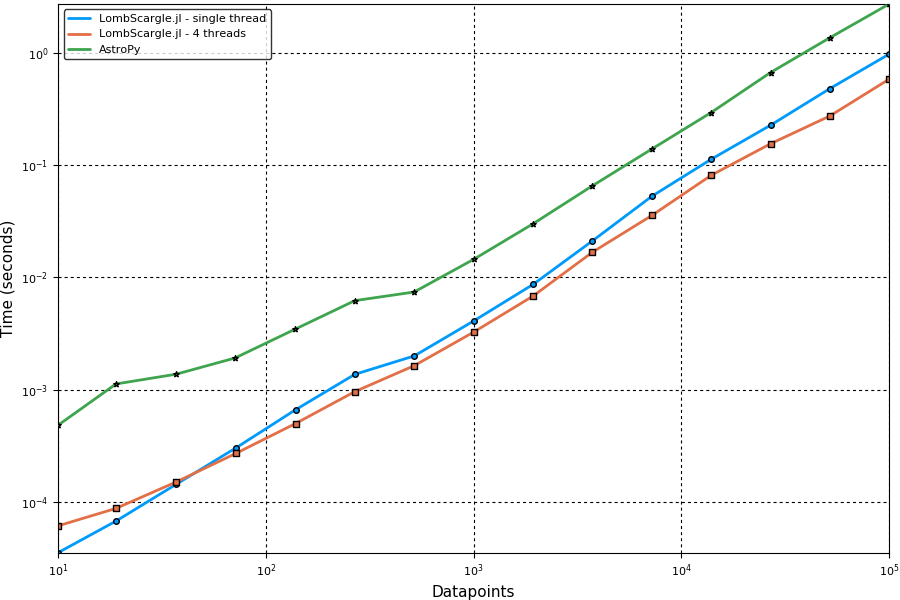 LombScargle.jl - single thread
LombScargle.jl - 4 threads
AstroPy
Time (seconds)
10⁰
10⁻¹
10⁻²
10⁻³
10⁻⁴
10¹ 10² 10³ 10⁴ 10⁵
Datapoints